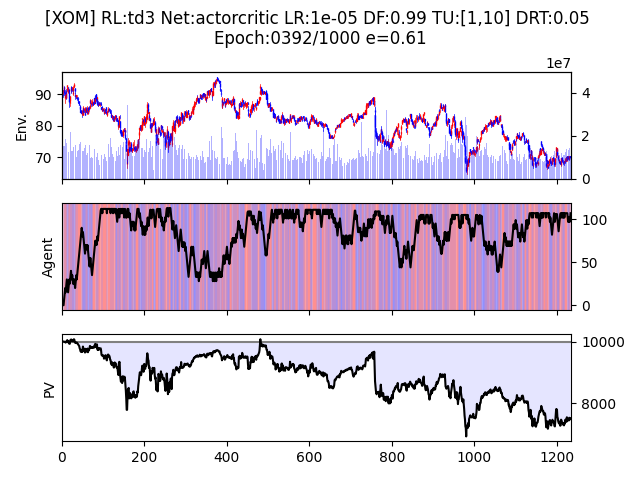 [XOM] RL:td3 Net:actorcritic LR:1e-05 DF:0.99 TU:[1,10] DRT:0.05
Epoch:0392/1000 e=0.61
1e7
Env.
90
80
70
4
2
0
Agent
100
50
0
PV
10000
8000
0 200 400 600 800 1000 1200